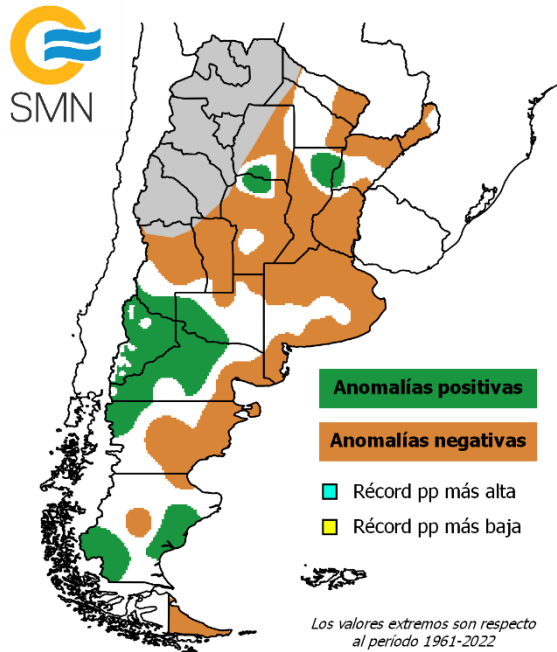 SMN
Anomalías positivas
Anomalías negativas
Récord pp más alta
Récord pp más baja
Los valores extremos son respecto
al período 1961-2022